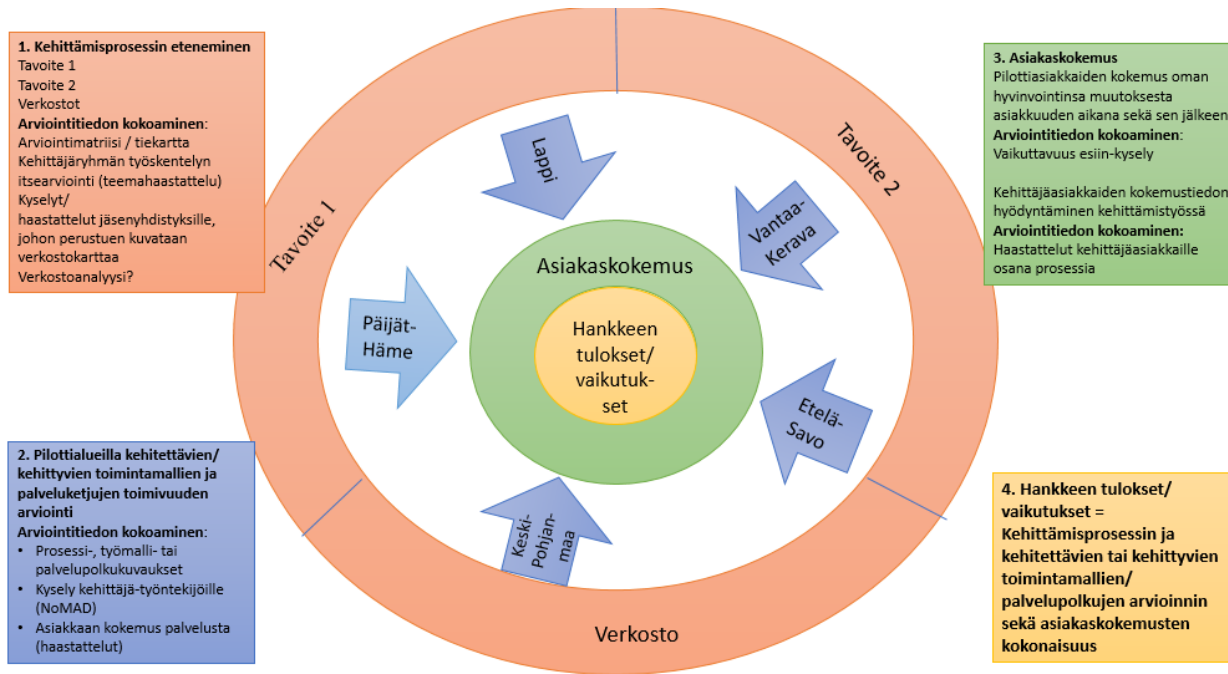 1. Kehittämisprosessin eteneminen
Tavoite 1
Tavoite 2
Verkostot
Arviointitiedon kokoaminen:
Arviointimatriisi / tiekartta
Kehittäjäryhmän työskentelyn
itsearviointi (teemahaastattelu)
Kyselyt/
haastattelut jäsenyhdistyksille,
johon perustuen kuvataan
verkostokarttaa
Verkostoanalyysi?
2. Pilottialueilla kehitettävien/
kehittyvien toimintamallien ja
palveluketjujen toimivuuden
arviointi
Arviointitiedon kokoaminen:
• Prosessi-, työmalli- tai
palvelupolkukuvaukset
• Kysely kehittäjä-työntekijöille
(NoMAD)
• Asiakkaan kokemus palvelusta
(haastattelut)
Tavoite 1
Tavoite 2
Verkosto
Lappi
Vantaa-
Kerava
Päijät-
Häme
Etelä-
Savo
Keski-
Pohjan-
maa
Asiakaskokemus
Hankkeen
tulokset/
vaikutuk-
set
3. Asiakaskokemus
Pilottiasiakkaiden kokemus oman
hyvinvointinsa muutoksesta
asiakkuuden aikana sekä sen jälkeen
Arviointitiedon kokoaminen:
Vaikuttavuus esiin-kysely
Kehittäjäasiakkaiden kokemustiedon
hyödyntäminen kehittämistyössä
Arviointitiedon kokoaminen:
Haastattelut kehittäjäasiakkaille
osana prosessia
4. Hankkeen tulokset/
vaikutukset =
Kehittämisprosessin ja
kehitettävien tai kehittyvien
toimintamallien/
palvelupolkujen arvioinnin
sekä asiakaskokemusten
kokonaisuus